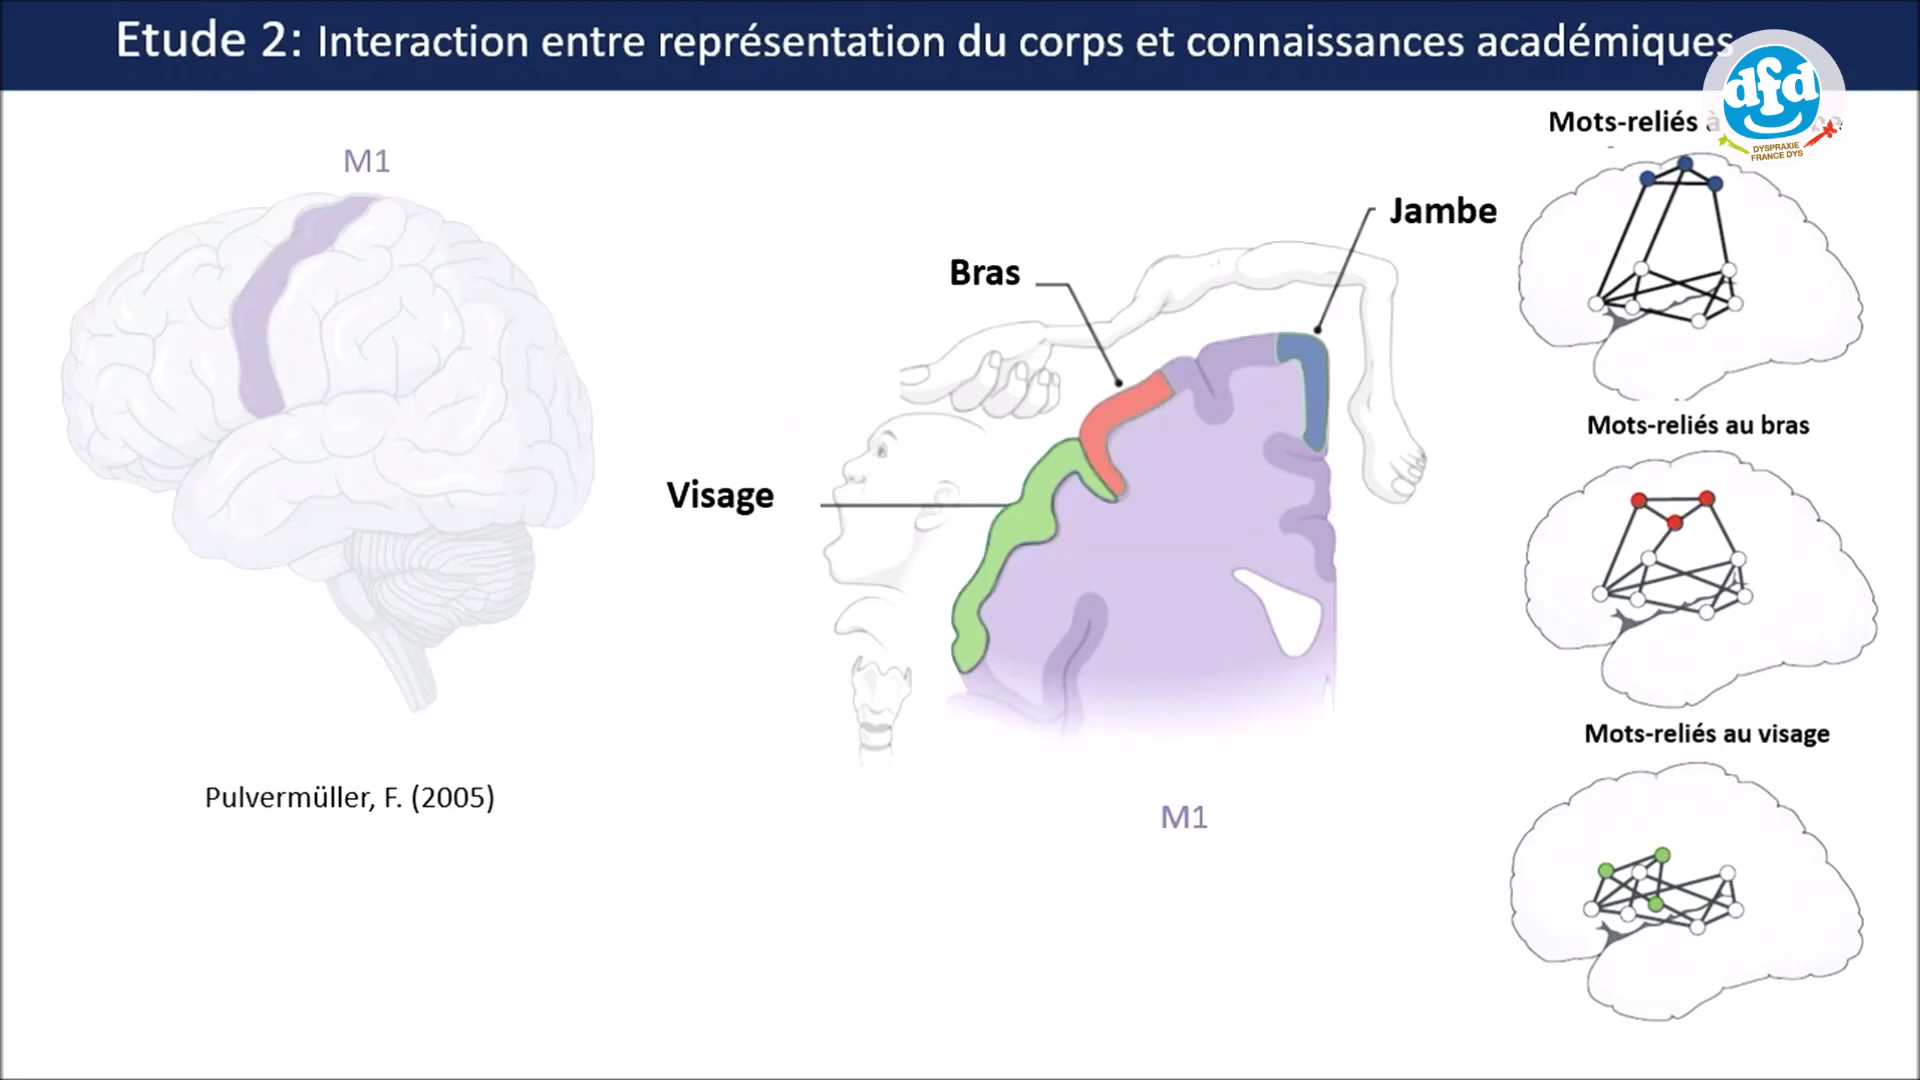 Etude 2: Interaction entre représentation du corps et connaissances académiques
dfd
DYSPRAXIE
FRANCE DYS
Mots-reliés à
M1
Jambe
Bras
Mots-reliés au bras
Visage
Mots-reliés au visage
Pulvermüller, F. (2005)
M1